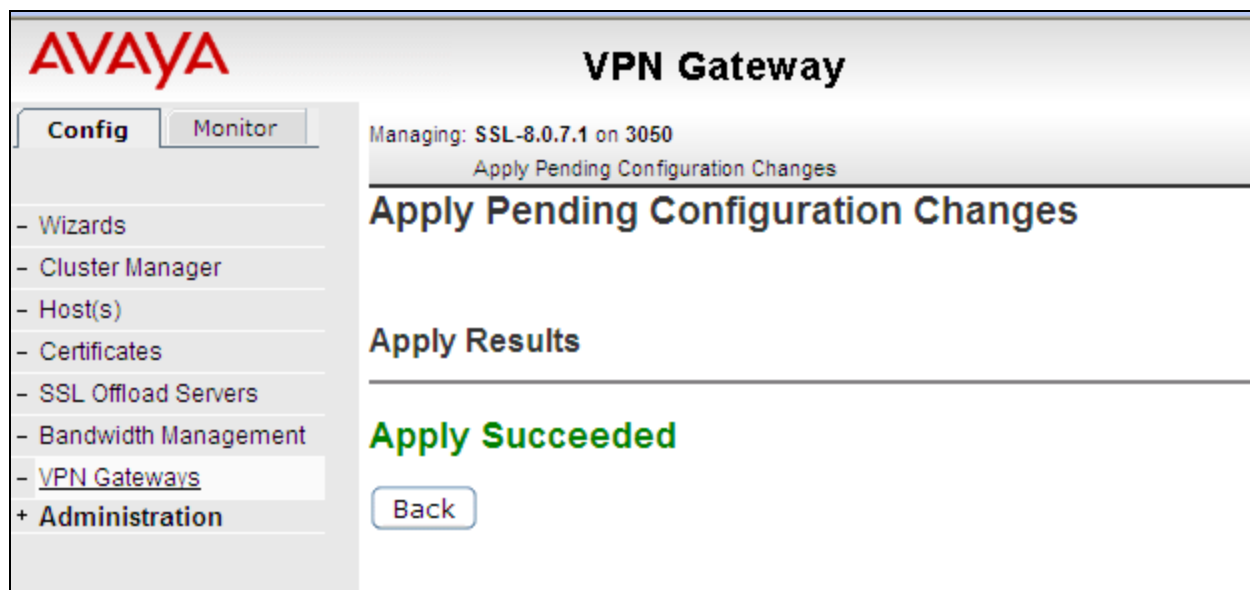 AVAYA
VPN Gateway
Config
Monitor
Managing: SSL-8.0.7.1 on 3050
Apply Pending Configuration Changes
– Wizards
– Cluster Manager
– Host(s)
– Certificates
– SSL Offload Servers
– Bandwidth Management
– VPN Gateways
+ Administration
Apply Pending Configuration Changes
Apply Results
Apply Succeeded
Back